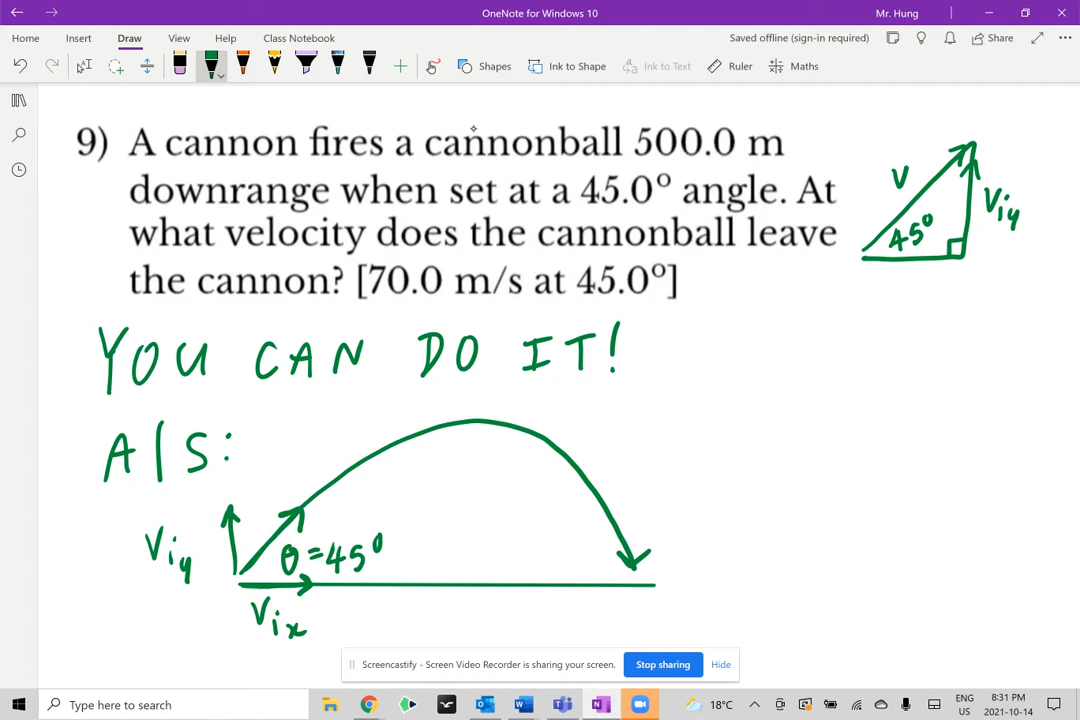 OneNote for Windows 10
Mr. Hung
Home Insert Draw View Help Class Notebook
Saved offline (sign-in required)
Share
Shapes
Ink to Shape
Ink to Text
Ruler
Maths
9) A cannon fires a cannonball 500.0 m
downrange when set at a 45.0º angle. At
what velocity does the cannonball leave
the cannon? [70.0 m/s at 45.0º]
V
Viy
45º
YOU CAN DO IT!
A/S:
Viy
θ=45º
Vix
Screencastify - Screen Video Recorder is sharing your screen.
Stop sharing
Hide
Type here to search
18°C
ENG
US
8:31 PM
2021-10-14